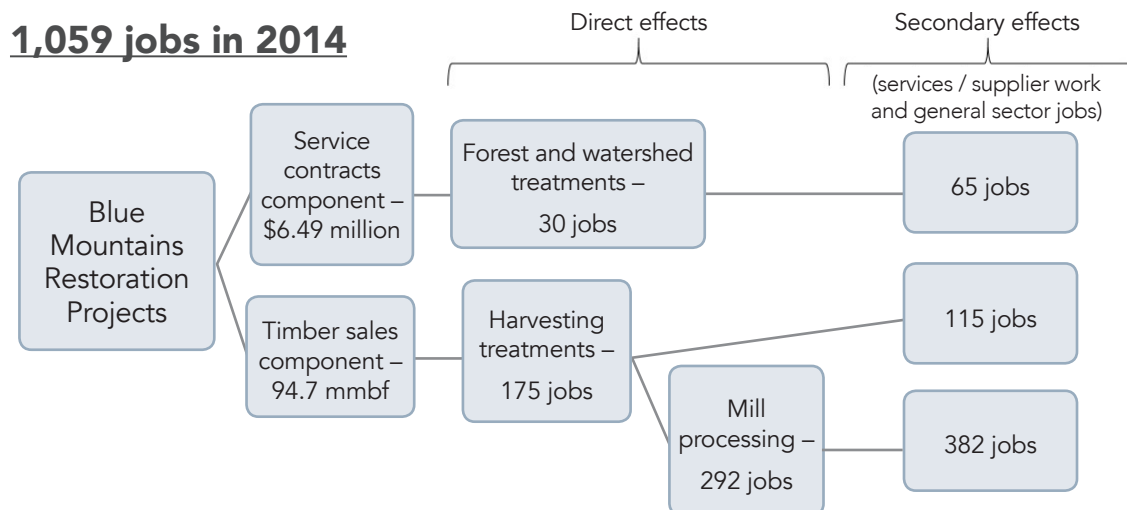 1,059 jobs in 2014
Direct effects
Secondary effects
(services / supplier work
and general sector jobs)
Blue
Mountains
Restoration
Projects
Service
contracts
component –
$6.49 million
Forest and watershed
treatments –
30 jobs
65 jobs
Timber sales
component –
94.7 mmbf
Harvesting
treatments –
175 jobs
115 jobs
Mill
processing –
292 jobs
382 jobs